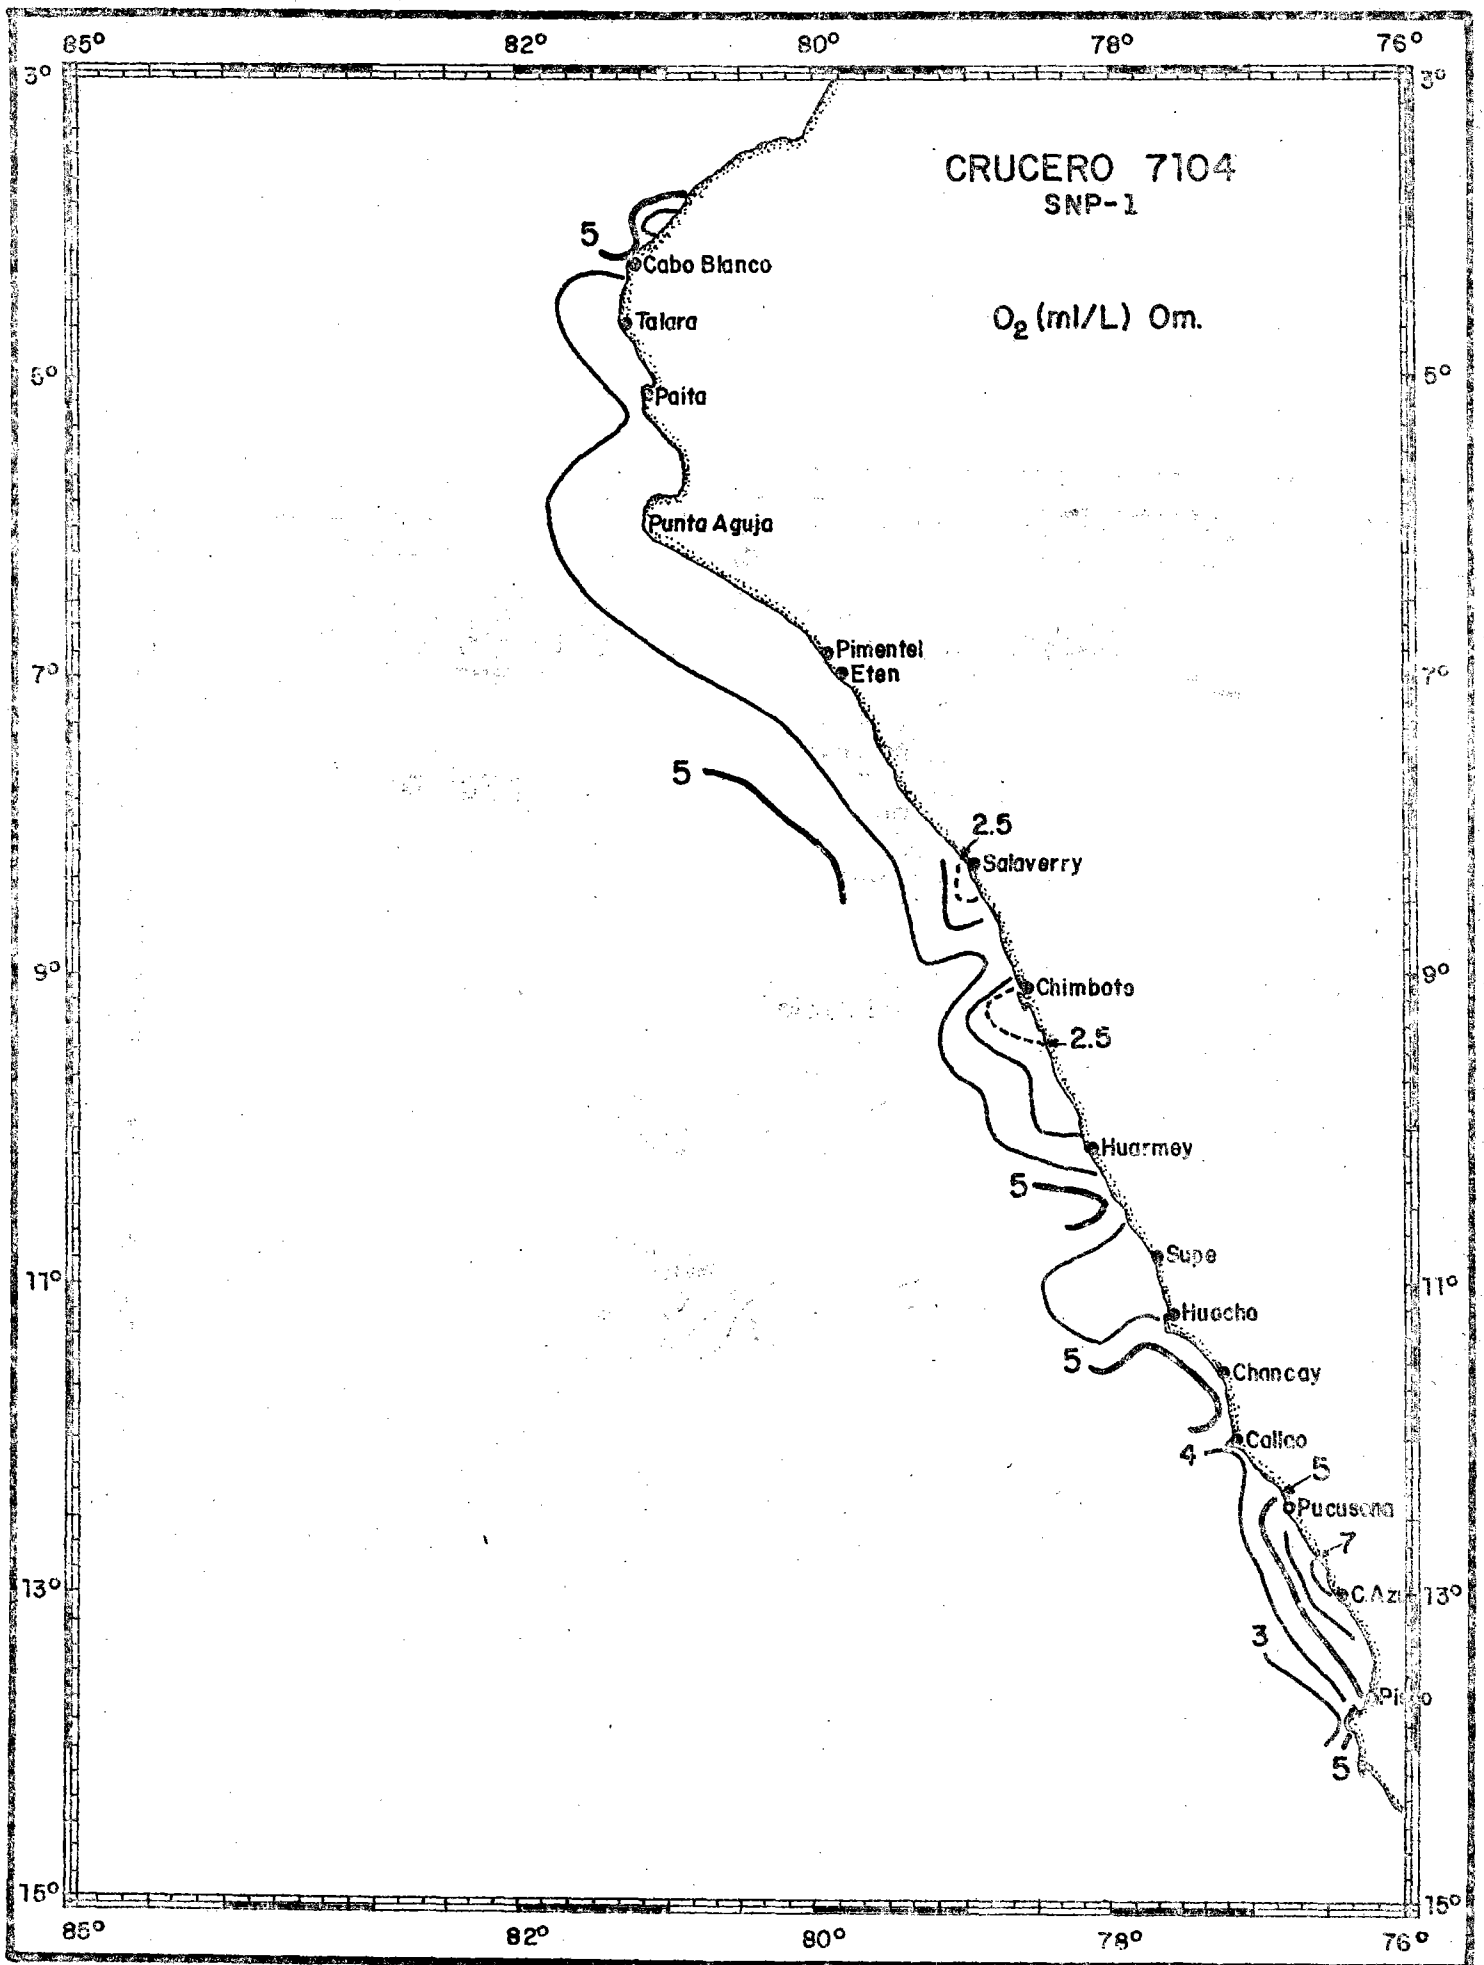 85° 82° 80° 78° 76°
3° 3°
CRUCERO 7104
SNP-1
5
Cabo Blanco
O₂ (ml/L) 0m.
Talara
5° 5°
Paita
Punta Aguja
Pimentel
7° Eten 7°
5
2.5
Salaverry
9° 9°
Chimbote
2.5
Huarmey
5
Supe
11° 11°
Huacho
5
Chancay
Callao
4
5
Pucusana
7
13° C.Az 13°
3
Pi o
5
15° 15°
85° 82° 80° 78° 76°